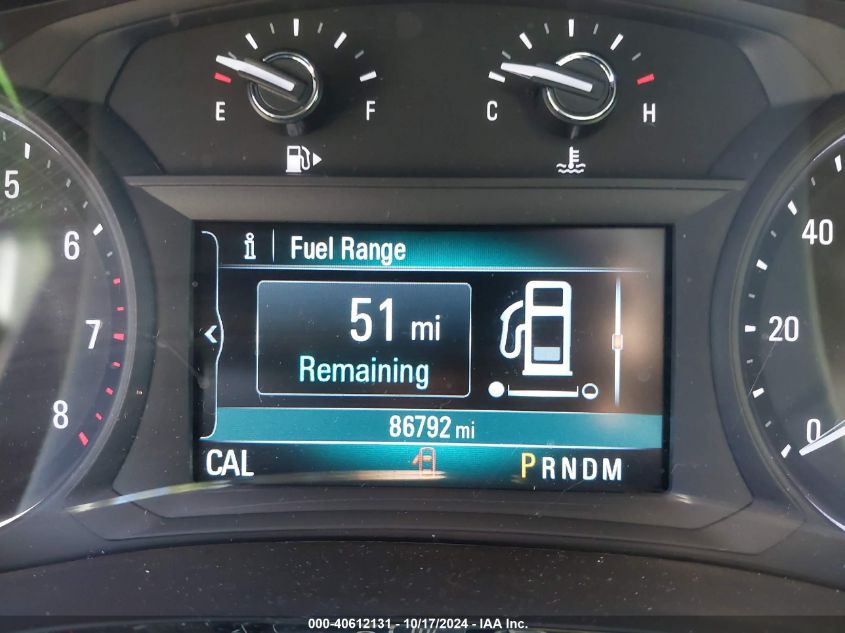 E F
C H
5
6
7
8
i Fuel Range
51 mi
Remaining
86792 mi
CAL
PRNDM
40
20
0
000-40612131 - 10/17/2024 - IAA Inc.